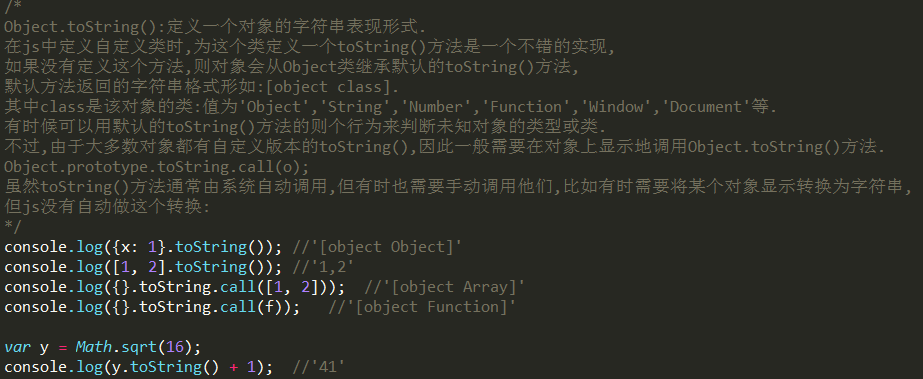 /*
Object.toString():定义一个对象的字符串表现形式.
在js中定义自定义类时,为这个类定义一个toString()方法是一个不错的实现,
如果没有定义这个方法,则对象会从Object类继承默认的toString()方法,
默认方法返回的字符串格式形如:[object class].
其中class是该对象的类:值为'Object','String','Number','Function','Window','Document'等.
有时候可以用默认的toString()方法的则个行为来判断未知对象的类型或类.
不过,由于大多数对象都有自定义版本的toString(),因此一般需要在对象上显示地调用Object.toString()方法.
Object.prototype.toString.call(o);
虽然toString()方法通常由系统自动调用,但有时也需要手动调用他们,比如有时需要将某个对象显示转换为字符串,
但js没有自动做这个转换:
*/
console.log({x: 1}.toString()); //'[object Object]'
console.log([1, 2].toString()); //'1,2'
console.log({}.toString.call([1, 2]));  //'[object Array]'
console.log({}.toString.call(f));   //'[object Function]'
var y = Math.sqrt(16);
console.log(y.toString() + 1);  //'41'